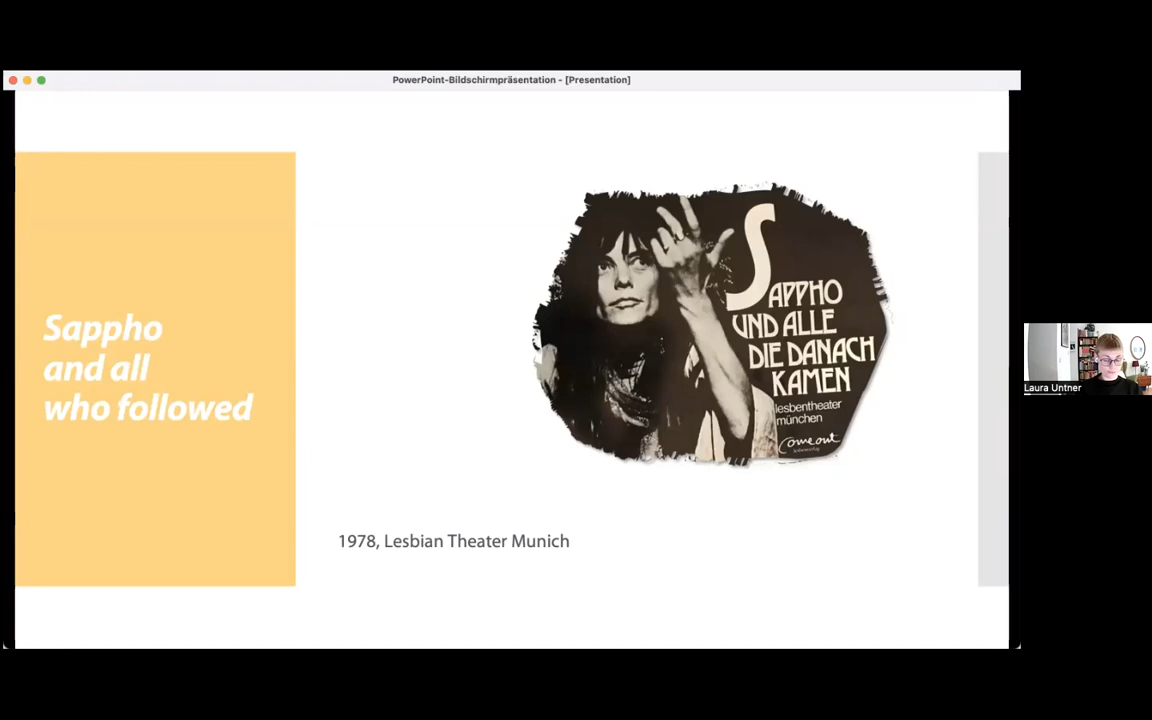 PowerPoint-Bildschirmpräsentation - [Presentation]
Sappho
and all
who followed
SAPPHO
UND ALLE
DIE DANACH
KAMEN
lesbentheater
münchen
Come out
1978, Lesbian Theater Munich
Laura Untner